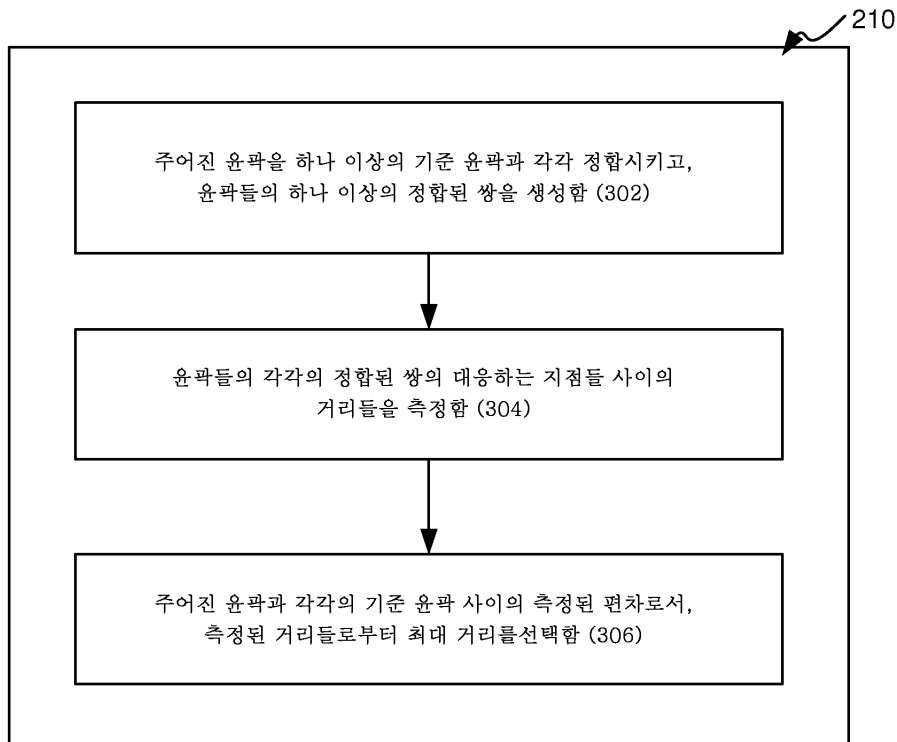 210
주어진 윤곽을 하나 이상의 기준 윤곽과 각각 정합시키고,
윤곽들의 하나 이상의 정합된 쌍을 생성함 (302)
윤곽들의 각각의 정합된 쌍의 대응하는 지점들 사이의
거리들을 측정함 (304)
주어진 윤곽과 각각의 기준 윤곽 사이의 측정된 편차로서,
측정된 거리들로부터 최대 거리를선택함 (306)